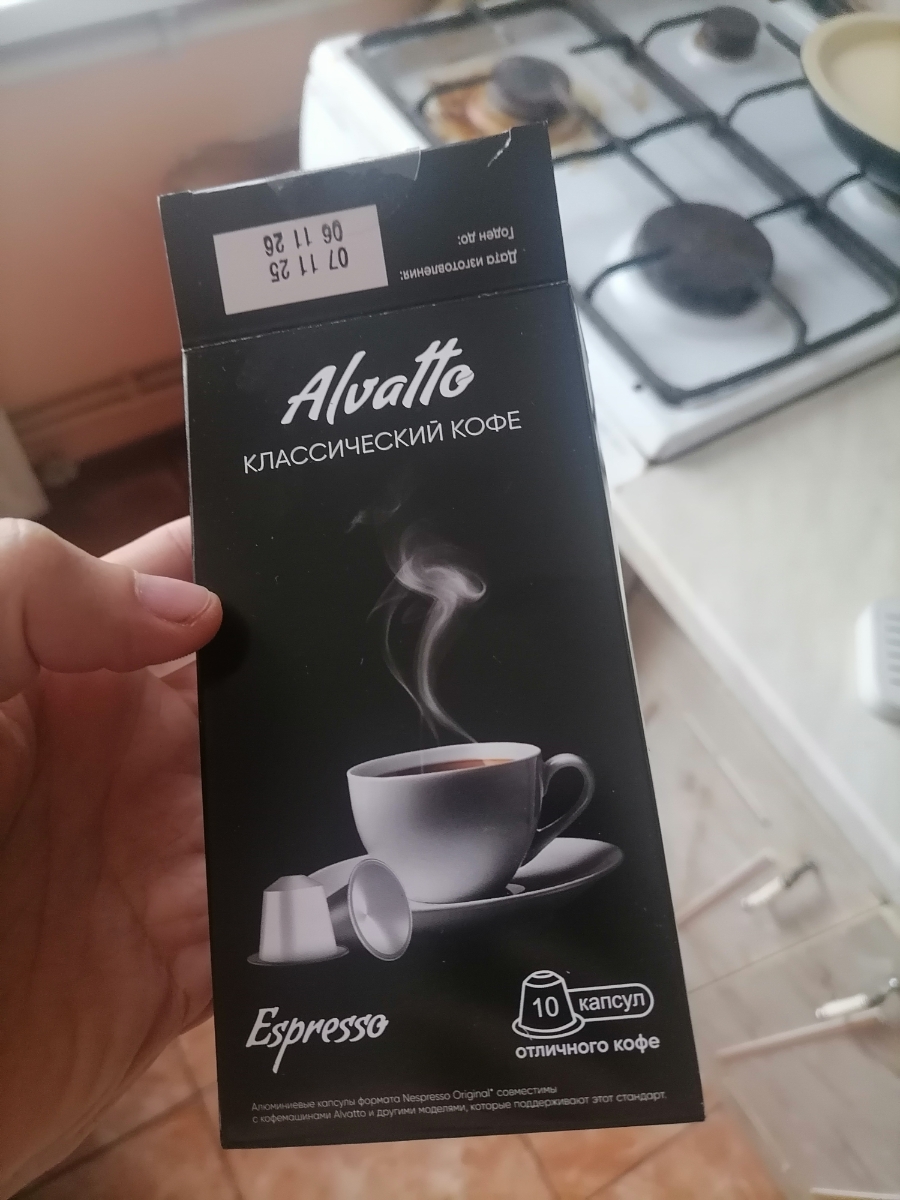 Дата изготовления: 07 11 25
Годен до: 06 11 26
Alvatto
КЛАССИЧЕСКИЙ КОФЕ
Espresso
10 капсул
отличного кофе
Алюминиевые капсулы формата Nespresso Original* совместимы
с кофемашинами Alvatto и другими моделями, которые поддерживают этот стандарт.